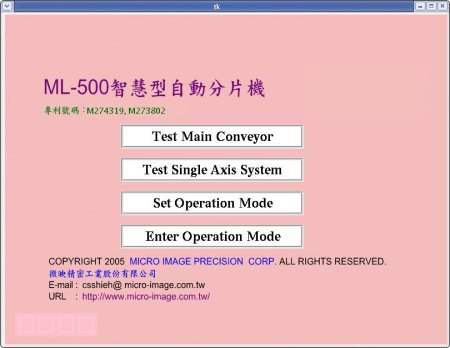 tk
ML-500智慧型自動分片機
專利號碼：M274319, M273802
Test Main Conveyor
Test Single Axis System
Set Operation Mode
Enter Operation Mode
COPYRIGHT 2005 MICRO IMAGE PRECISION CORP. ALL RIGHTS RESERVED.
微映精密工業股份有限公司
E-mail : csshieh@ micro-image.com.tw
URL : http://www.micro-image.com.tw/